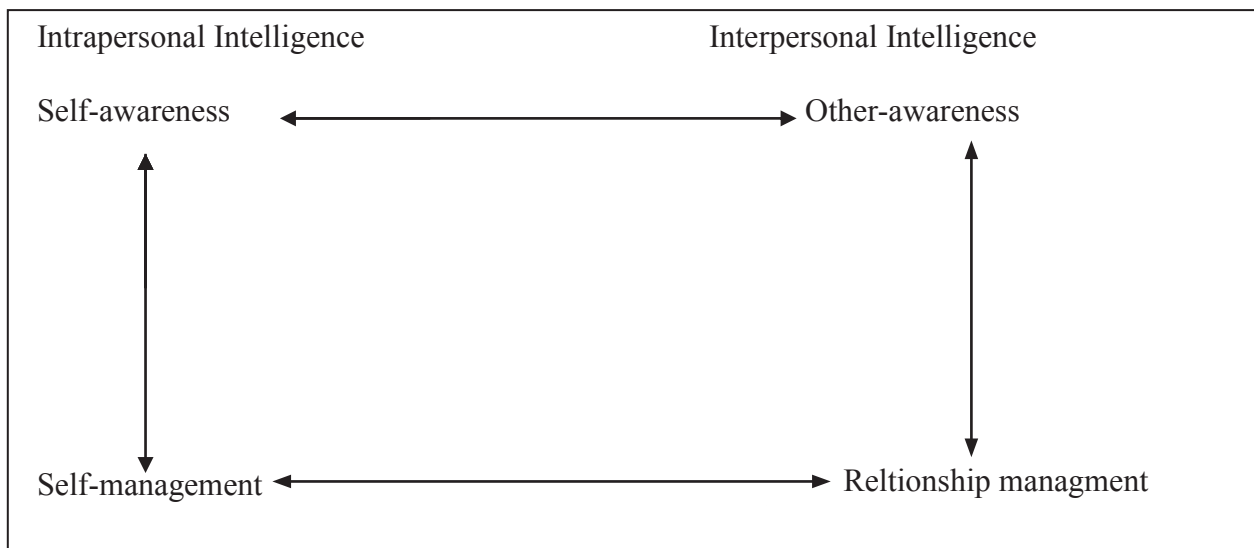 Intrapersonal Intelligence Interpersonal Intelligence
Self-awareness Other-awareness
Self-management Reltionship managment